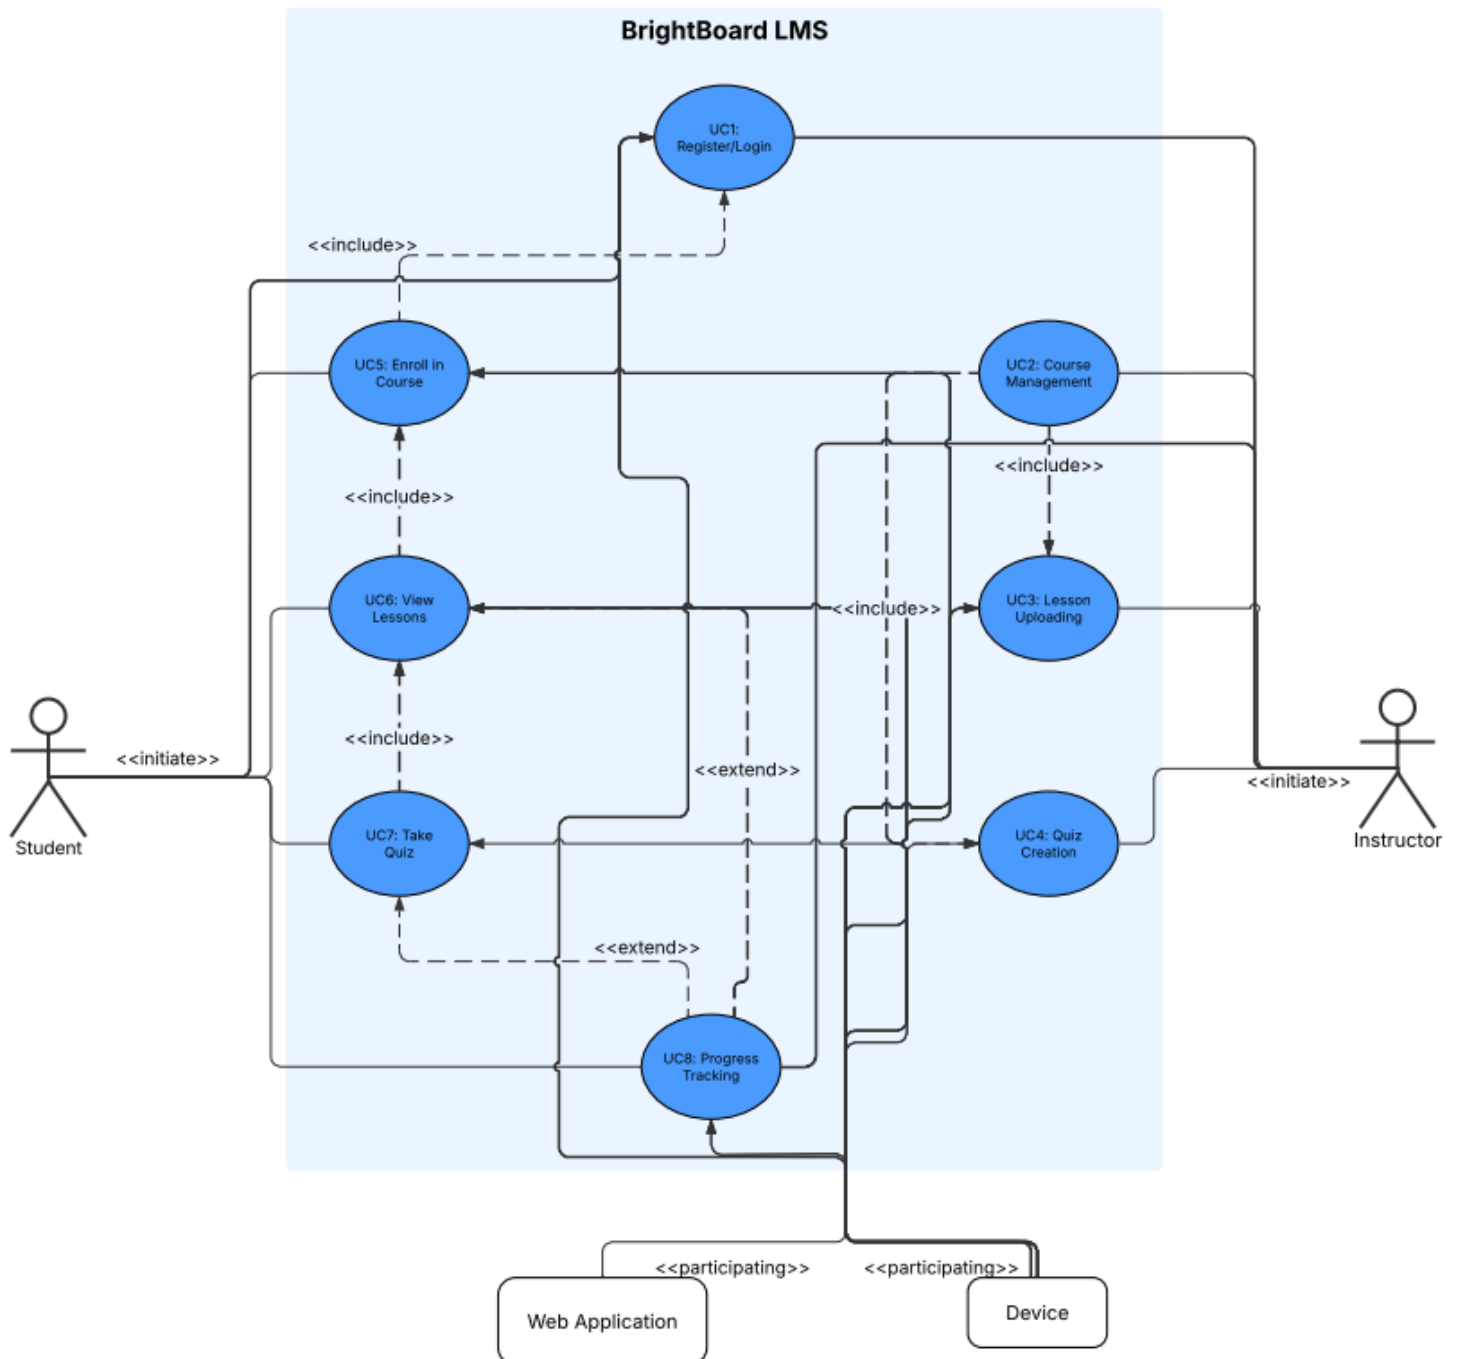 BrightBoard LMS
UC1:
Register/Login
<<include>>
UC5: Enroll in
Course
UC2: Course
Management
<<include>>
<<include>>
UC6: View
Lessons
<<include>>
UC3: Lesson
Uploading
<<include>>
<<initiate>>
<<extend>>
<<initiate>>
Student
UC7: Take
Quiz
UC4: Quiz
Creation
Instructor
<<extend>>
UC8: Progress
Tracking
<<participating>>
<<participating>>
Web Application
Device